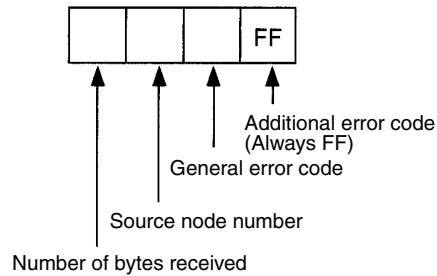 FF
Additional error code
(Always FF)
General error code
Source node number
Number of bytes received